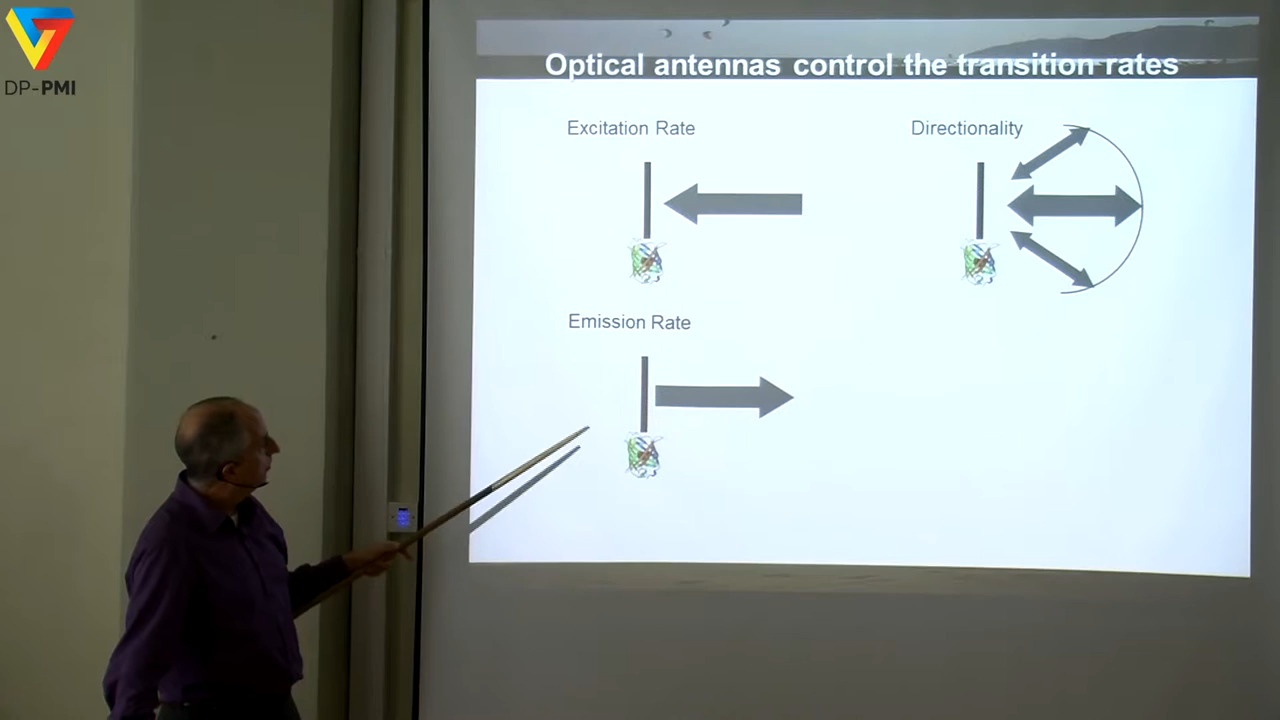 DP-PMI
Optical antennas control the transition rates
Excitation Rate
Directionality
Emission Rate